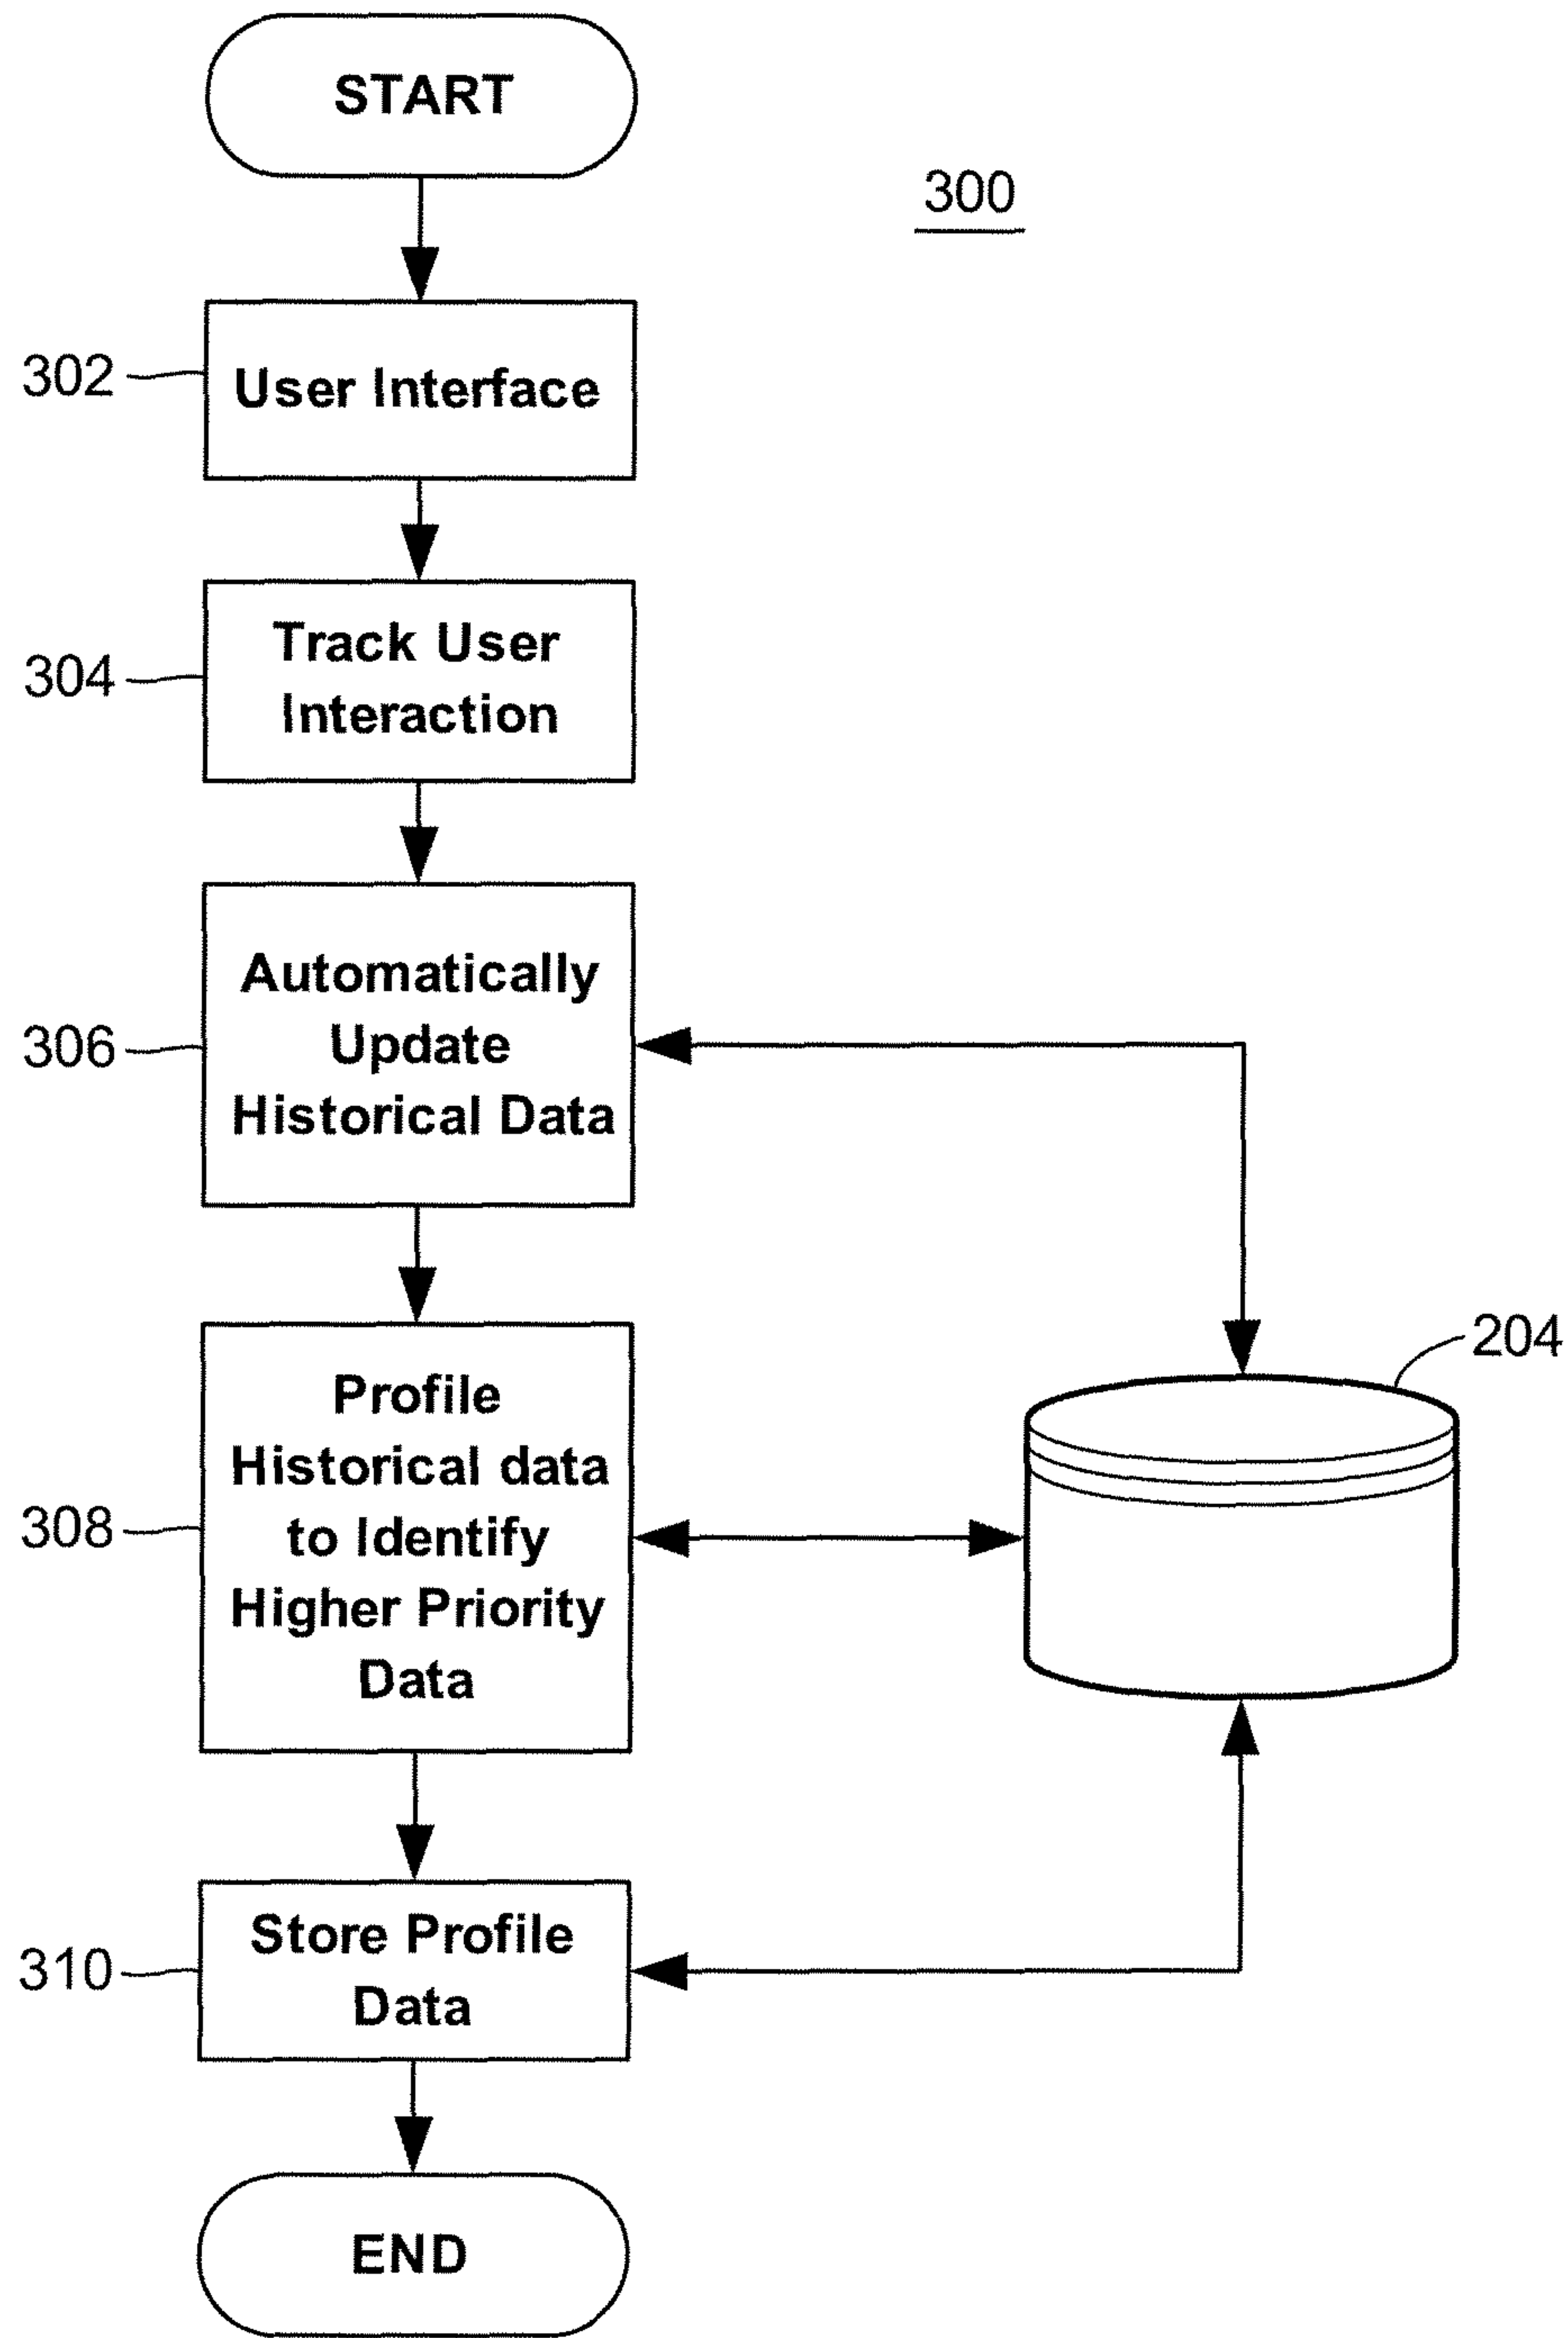 START
300
302
User Interface
304
Track User
Interaction
306
Automatically
Update
Historical Data
308
Profile
Historical data
to Identify
Higher Priority
Data
204
310
Store Profile
Data
END